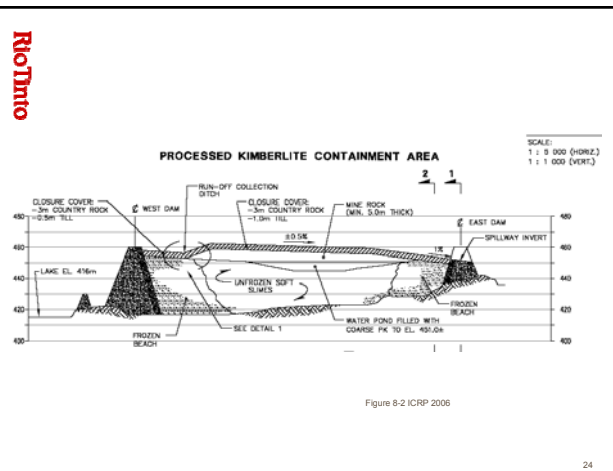 RioTinto
SCALE:
1 : 5 000 (HORIZ.)
1 : 1 000 (VERT.)
PROCESSED KIMBERLITE CONTAINMENT AREA
2 1
RUN-OFF COLLECTION
DITCH
CLOSURE COVER:
-3m COUNTRY ROCK
-0.5m TILL
℄ WEST DAM
CLOSURE COVER:
-3m COUNTRY ROCK
-1.0m TILL
MINE ROCK
(MIN. 5.0m THICK)
℄ EAST DAM
SPILLWAY INVERT
±0.5%
1%
480
460
440
420
400
480
460
440
420
400
LAKE EL. 416m
UNFROZEN SOFT
SLIMES
SEE DETAIL 1
FROZEN
BEACH
WATER POND FILLED WITH
COARSE PK TO EL. 451.0±
FROZEN
BEACH
Figure 8-2 ICRP 2006
24